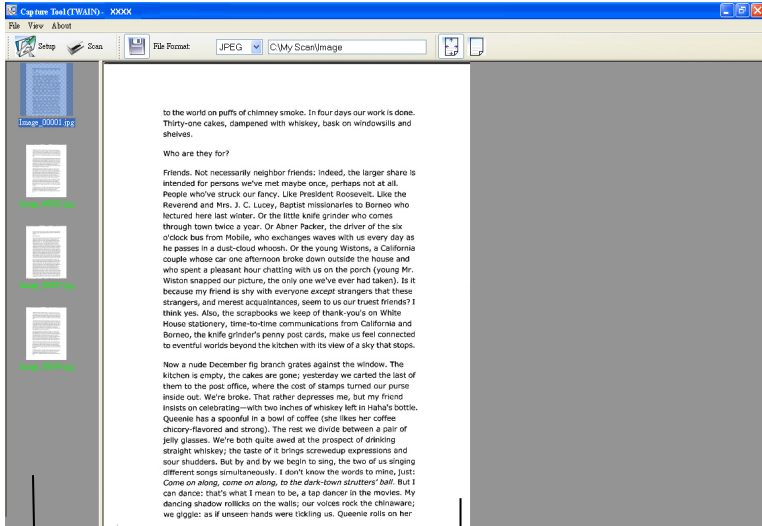 Capture Tool (TWAIN) - XXXX
File View About
Setup Scan File Format: JPEG C:\My Scan\Image
Image_00001.jpg
to the world on puffs of chimney smoke. In four days our work is done.
Thirty-one cakes, dampened with whiskey, bask on windowsills and
shelves.
Who are they for?
Friends. Not necessarily neighbor friends: indeed, the larger share is
intended for persons we've met maybe once, perhaps not at all.
People who've struck our fancy. Like President Roosevelt. Like the
Reverend and Mrs. J. C. Lucey, Baptist missionaries to Borneo who
lectured here last winter. Or the little knife grinder who comes
through town twice a year. Or Abner Packer, the driver of the six
o'clock bus from Mobile, who exchanges waves with us every day as
he passes in a dust-cloud whoosh. Or the young Wistons, a California
couple whose car one afternoon broke down outside the house and
who spent a pleasant hour chatting with us on the porch (young Mr.
Wiston snapped our picture, the only one we've ever had taken). Is it
because my friend is shy with everyone except strangers that these
strangers, and merest acquaintances, seem to us our truest friends? I
think yes. Also, the scrapbooks we keep of thank-you's on White
House stationery, time-to-time communications from California and
Borneo, the knife grinder's penny post cards, make us feel connected
to eventful worlds beyond the kitchen with its view of a sky that stops.
Now a nude December fig branch grates against the window. The
kitchen is empty, the cakes are gone; yesterday we carted the last of
them to the post office, where the cost of stamps turned our purse
inside out. We're broke. That rather depresses me, but my friend
insists on celebrating—with two inches of whiskey left in Haha's bottle.
Queenie has a spoonful in a bowl of coffee (she likes her coffee
chicory-flavored and strong). The rest we divide between a pair of
jelly glasses. We're both quite awed at the prospect of drinking
straight whiskey; the taste of it brings screwedup expressions and
sour shudders. But by and by we begin to sing, the two of us singing
different songs simultaneously. I don't know the words to mine, just:
Come on along, come on along, to the dark-town strutters' ball. But I
can dance: that's what I mean to be, a tap dancer in the movies. My
dancing shadow rollicks on the walls; our voices rock the chinaware;
we giggle: as if unseen hands were tickling us. Queenie rolls on her